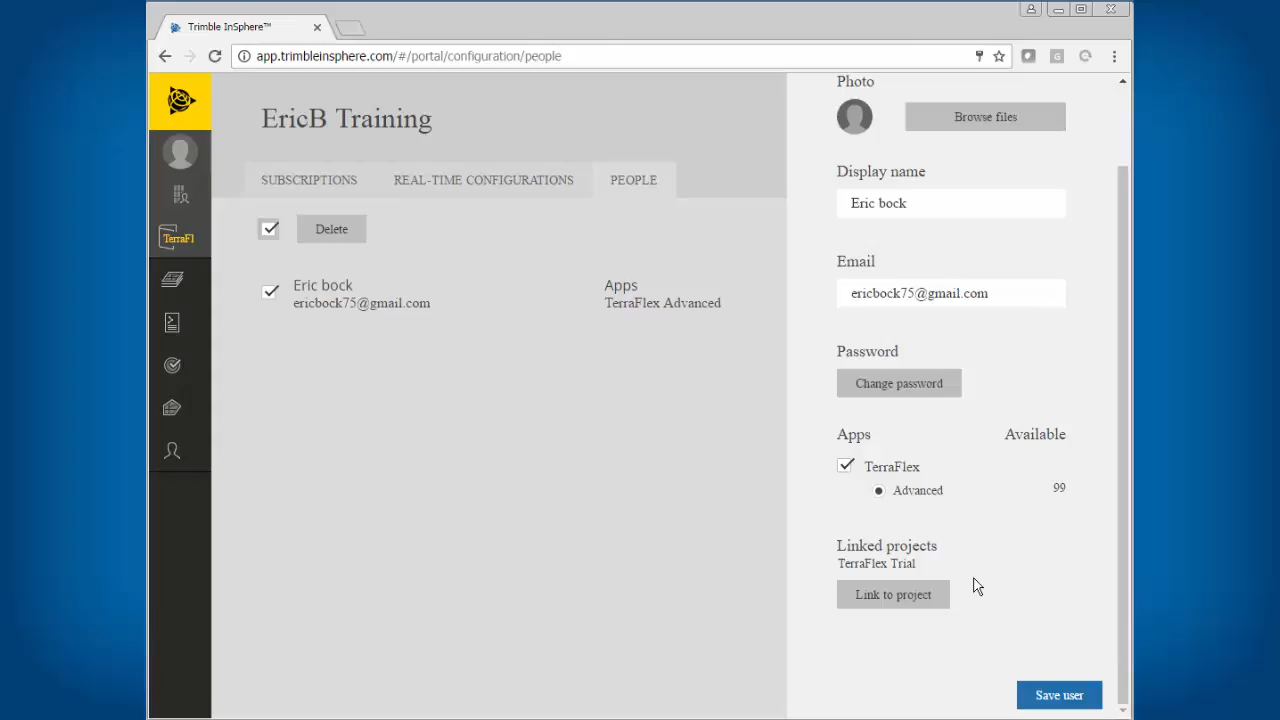 Trimble InSphere™
app.trimbleinsphere.com/#/portal/configuration/people
G
TerraFl
EricB Training
SUBSCRIPTIONS REAL-TIME CONFIGURATIONS PEOPLE
Delete
Eric bock
ericbock75@gmail.com
Apps
TerraFlex Advanced
Photo
Browse files
Display name
Eric bock
Email
ericbock75@gmail.com
Password
Change password
Apps Available
TerraFlex
Advanced 99
Linked projects
TerraFlex Trial
Link to project
Save user